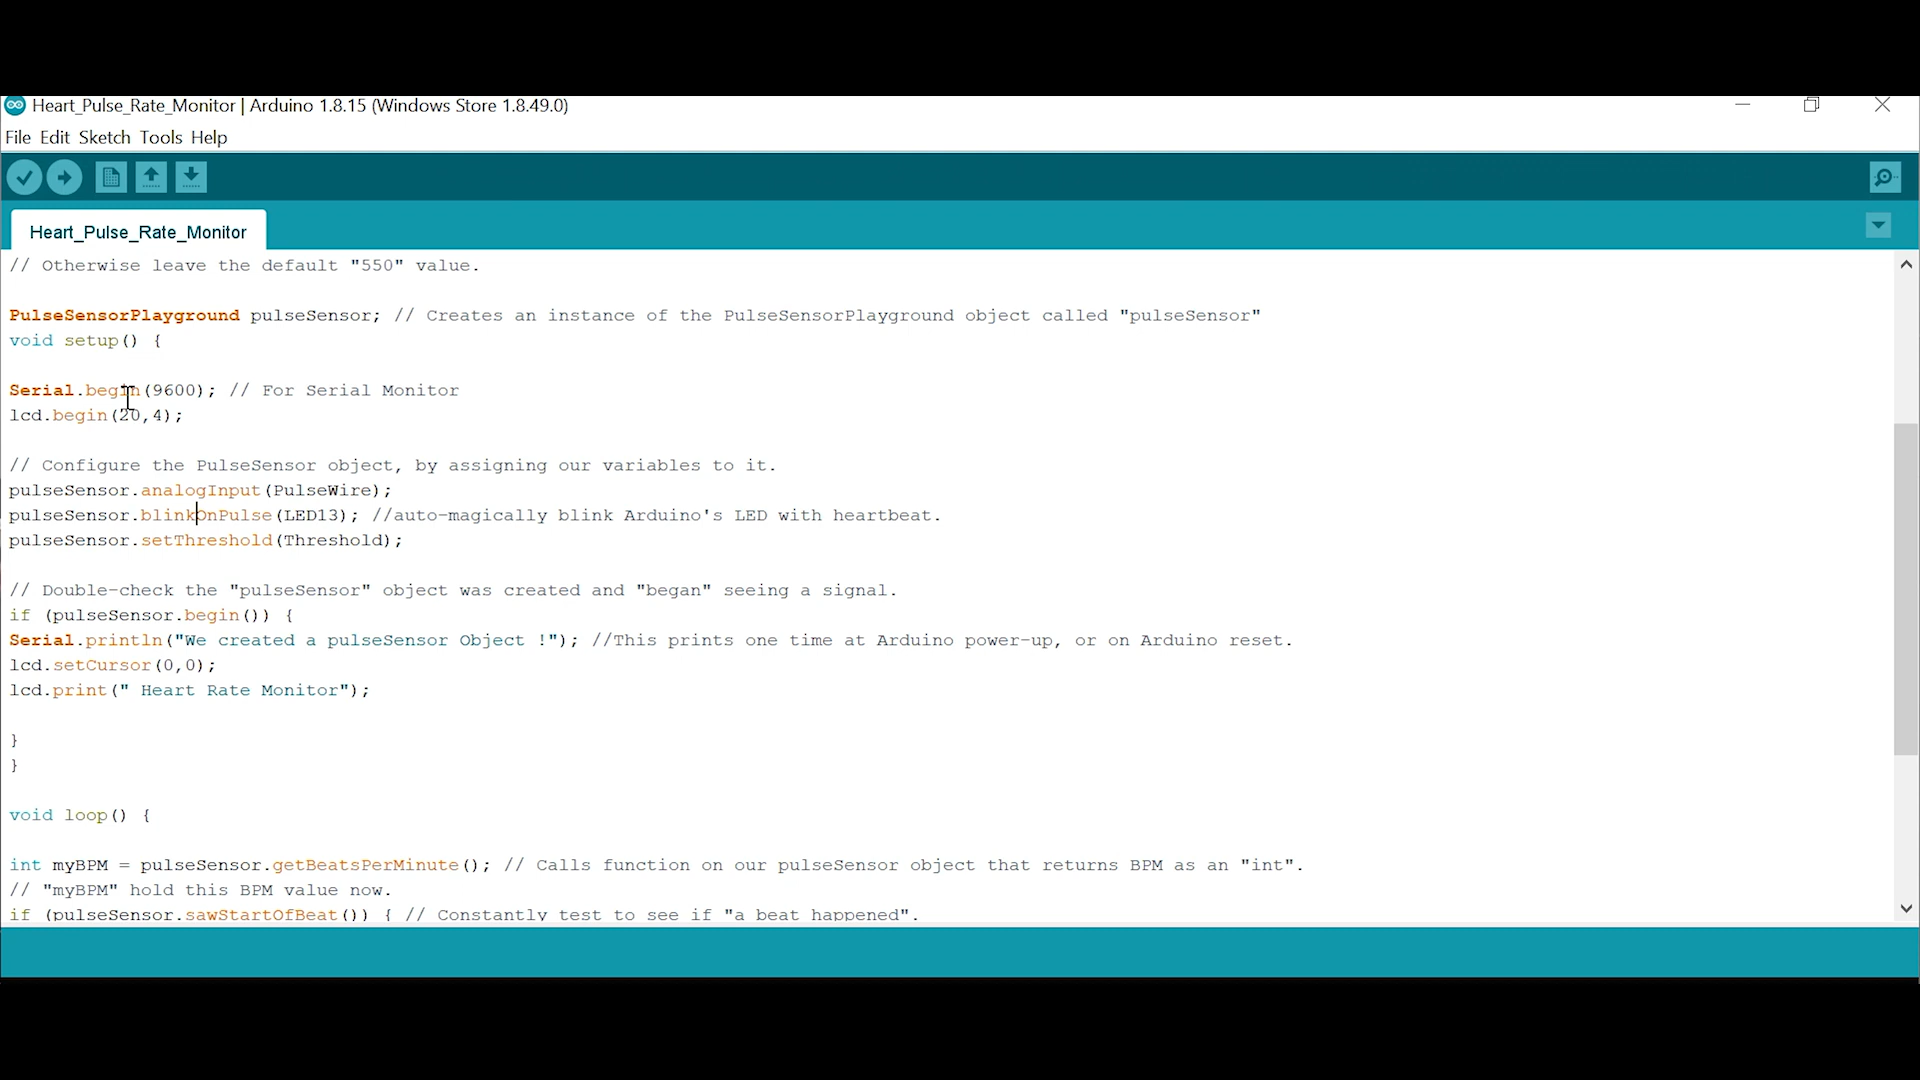 Heart_Pulse_Rate_Monitor | Arduino 1.8.15 (Windows Store 1.8.49.0)
File Edit Sketch Tools Help
Heart_Pulse_Rate_Monitor
// Otherwise leave the default "550" value.
PulseSensorPlayground pulseSensor; // Creates an instance of the PulseSensorPlayground object called "pulseSensor"
void setup() {
Serial.begin(9600); // For Serial Monitor
lcd.begin(20,4);
// Configure the PulseSensor object, by assigning our variables to it.
pulseSensor.analogInput(PulseWire);
pulseSensor.blinkOnPulse(LED13); //auto-magically blink Arduino's LED with heartbeat.
pulseSensor.setThreshold(Threshold);
// Double-check the "pulseSensor" object was created and "began" seeing a signal.
if (pulseSensor.begin()) {
Serial.println("We created a pulseSensor Object !"); //This prints one time at Arduino power-up, or on Arduino reset.
lcd.setCursor(0,0);
lcd.print(" Heart Rate Monitor");
}
}
void loop() {
int myBPM = pulseSensor.getBeatsPerMinute(); // Calls function on our pulseSensor object that returns BPM as an "int".
// "myBPM" hold this BPM value now.
if (pulseSensor.sawStartOfBeat()) { // Constantly test to see if "a beat happened".